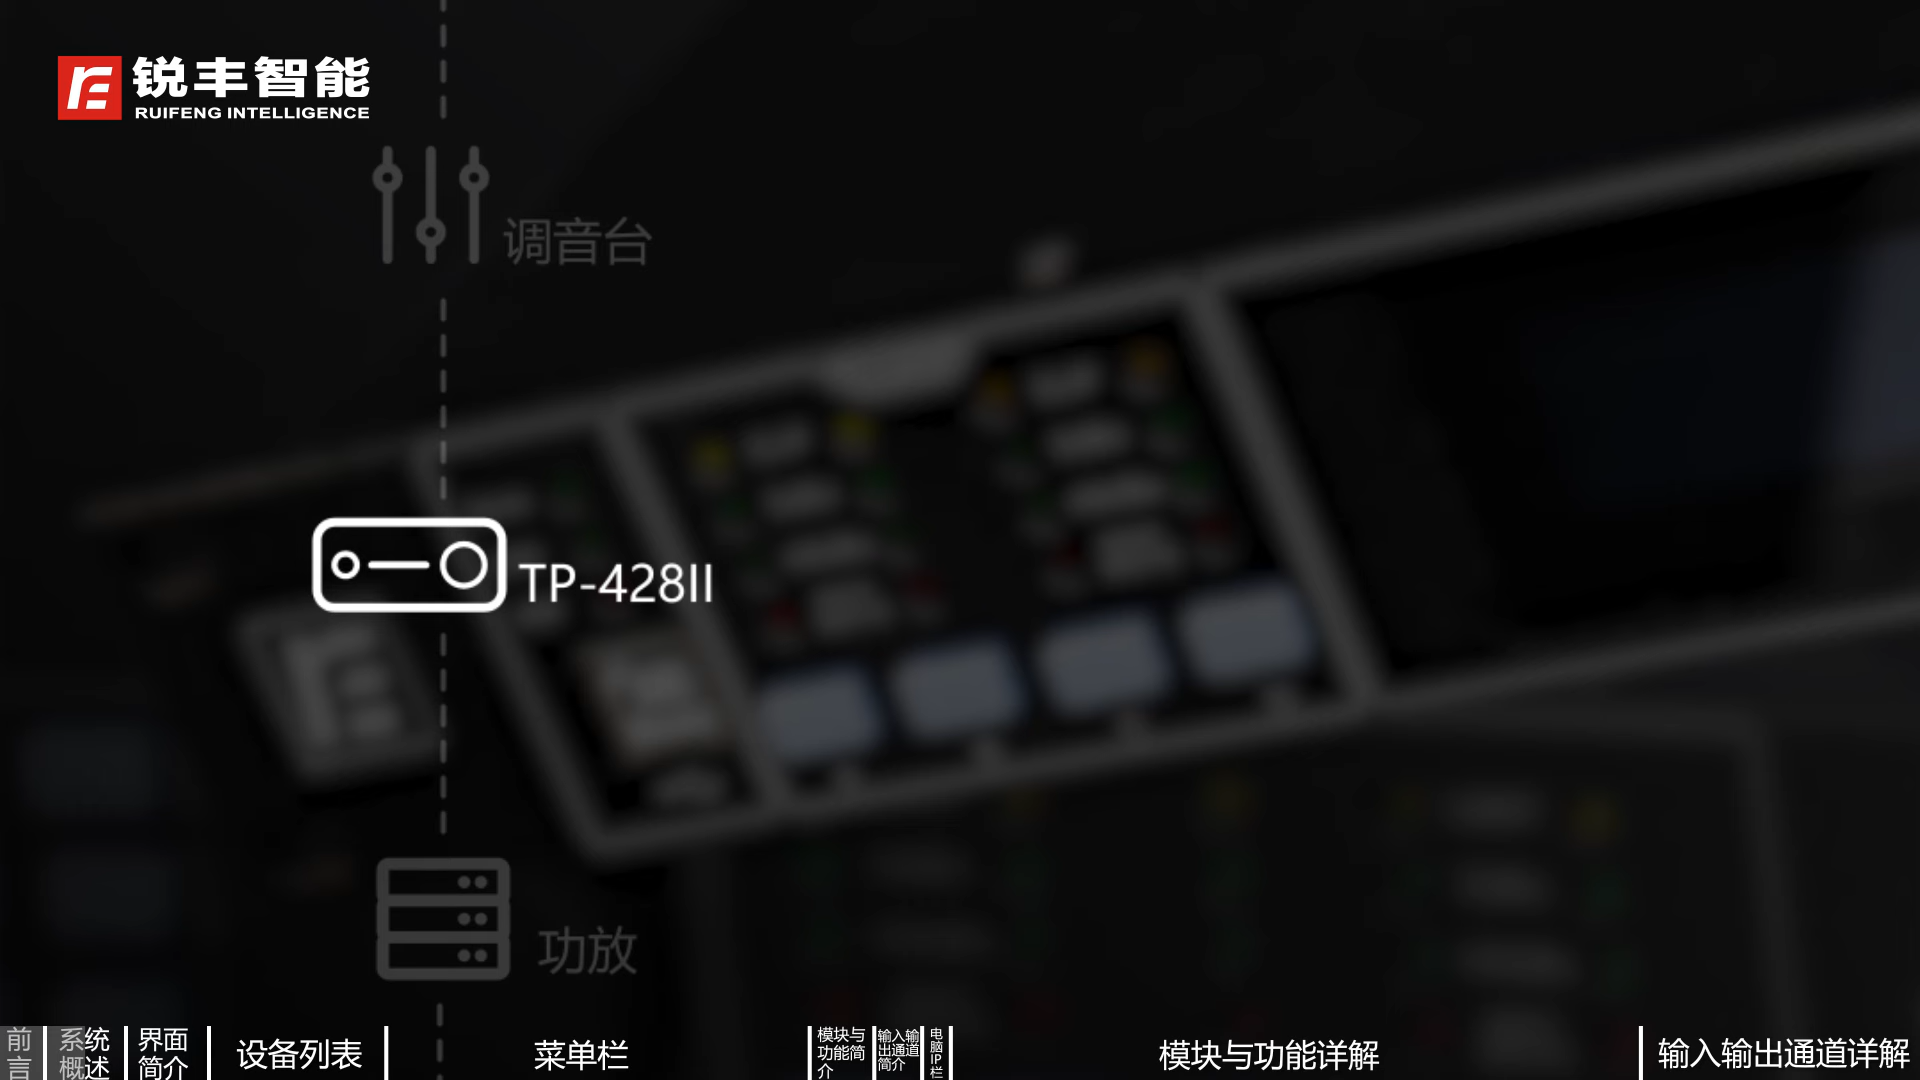 锐丰智能
RUIFENG INTELLIGENCE
调音台
TP-428II
功放
前言
系统概述
界面简介
设备列表
菜单栏
模块与功能简介
输入输出通道简介
电脑IP栏
模块与功能详解
输入输出通道详解